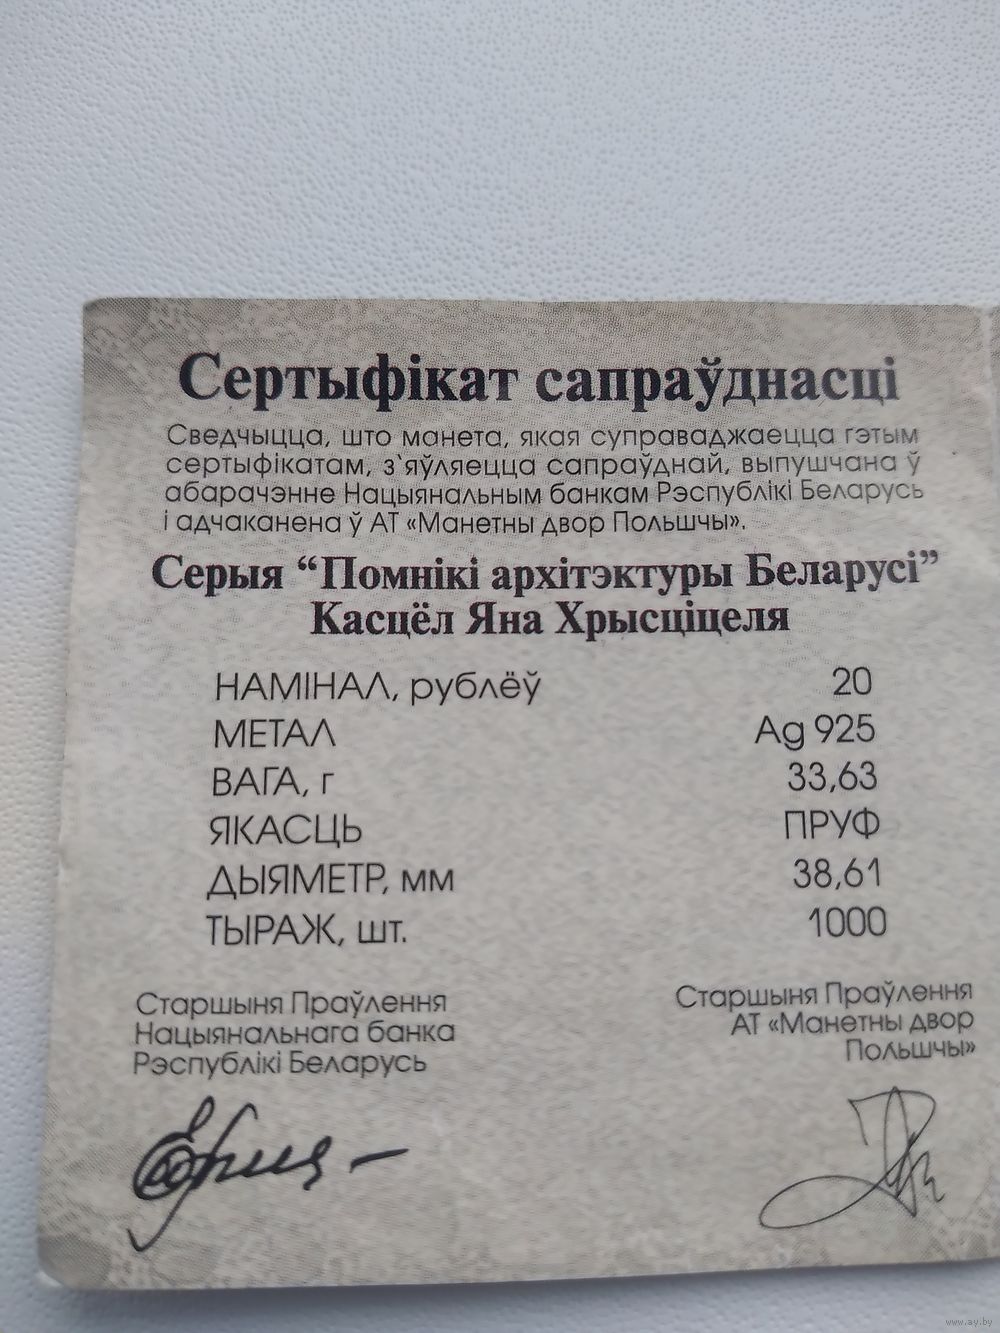 Сертыфікат сапраўднасці
Сведчыцца, што манета, якая суправаджаецца гэтым
сертыфікатам, з`яўляецца сапраўднай, выпушчана ў
абарачэнне Нацыянальным банкам Рэспублікі Беларусь
і адчаканена ў АТ «Манетны двор Польшчы».
Серыя “Помнікі архітэктуры Беларусі”
Касцёл Яна Хрысціцеля
НАМІНАЛ, рублёў 20
МЕТАЛ Ag 925
ВАГА, г 33,63
ЯКАСЦЬ ПРУФ
ДЫЯМЕТР, мм 38,61
ТЫРАЖ, шт. 1000
Старшыня Праўлення
Нацыянальнага банка
Рэспублікі Беларусь
Старшыня Праўлення
АТ «Манетны двор
Польшчы»
www.ay.by